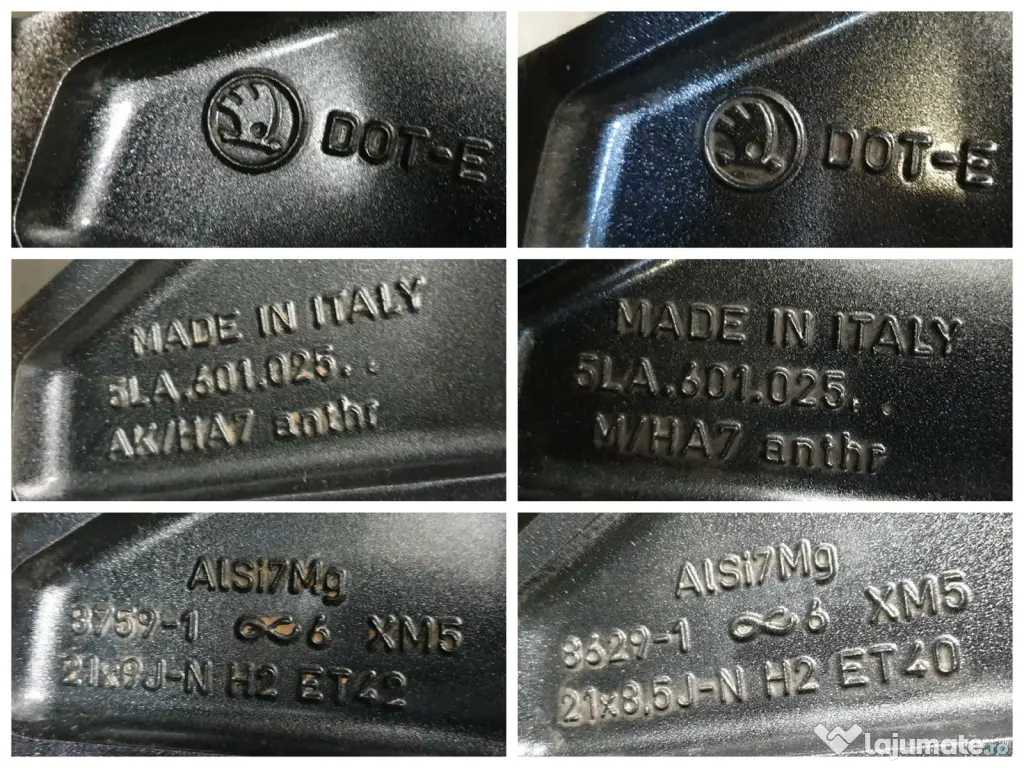 DOT-E
DOT-E
MADE IN ITALY
5LA.601.025. .
AK/HA7 anthr
MADE IN ITALY
5LA.601.025. .
M/HA7 anthr
AlSi7Mg
8759-1 ∞6 XM5
21x9J-N H2 ET42
AlSi7Mg
8629-1 ∞6 XM5
21x8,5J-N H2 ET40
Lajumate.ro